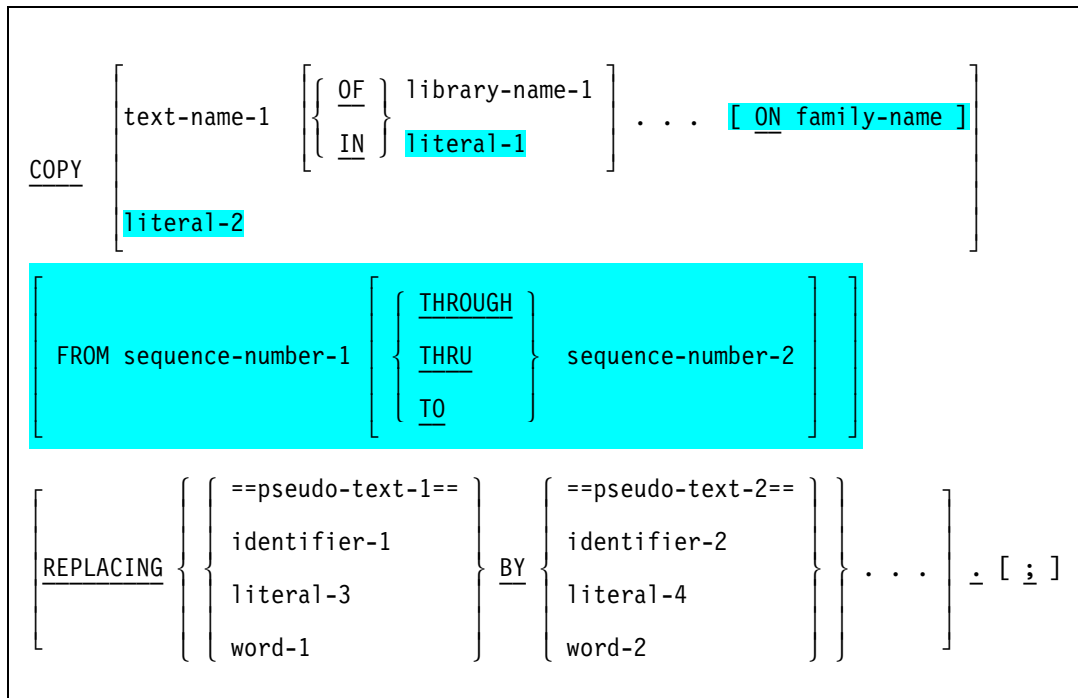 OF library-name-1
text-name-1 . . . [ ON family-name ]
IN literal-1
COPY
literal-2
THROUGH
FROM sequence-number-1 THRU sequence-number-2
TO
==pseudo-text-1== ==pseudo-text-2==
identifier-1 identifier-2
REPLACING BY . . . . [ ; ]
literal-3 literal-4
word-1 word-2